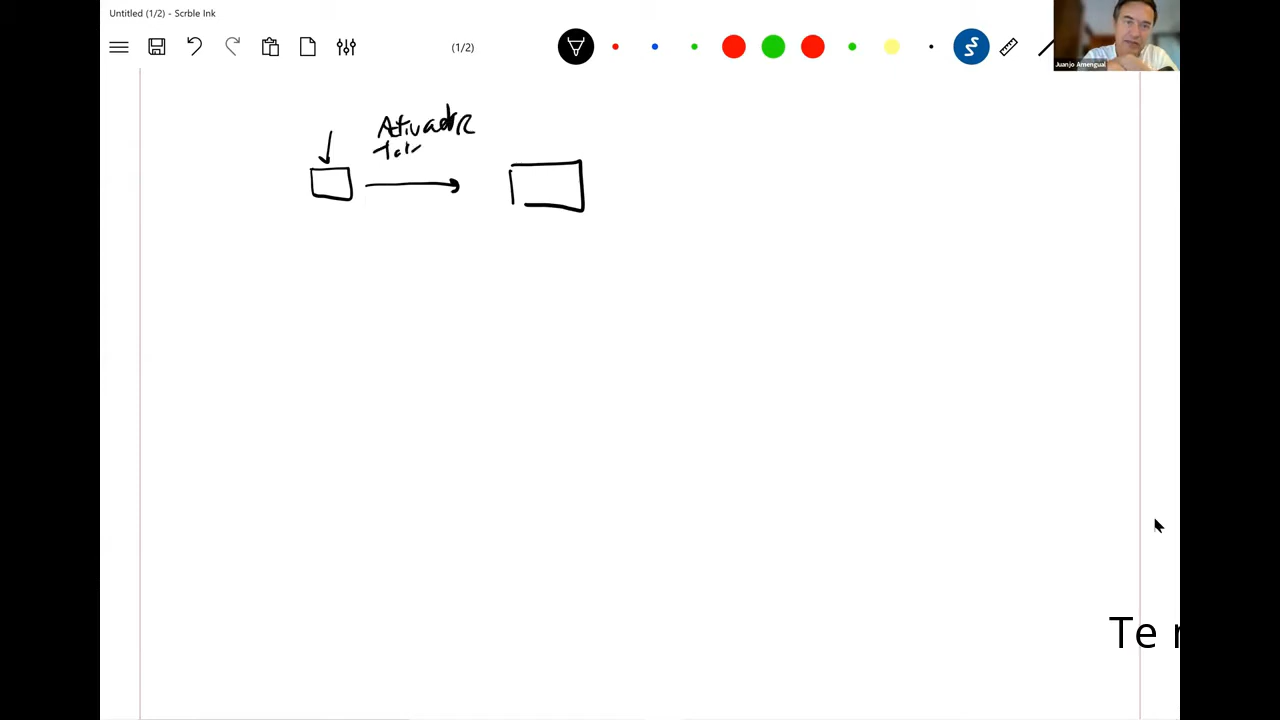 Untitled (1/2) - Scrble Ink
(1/2)
Juanjo Amengual
Activador
Te